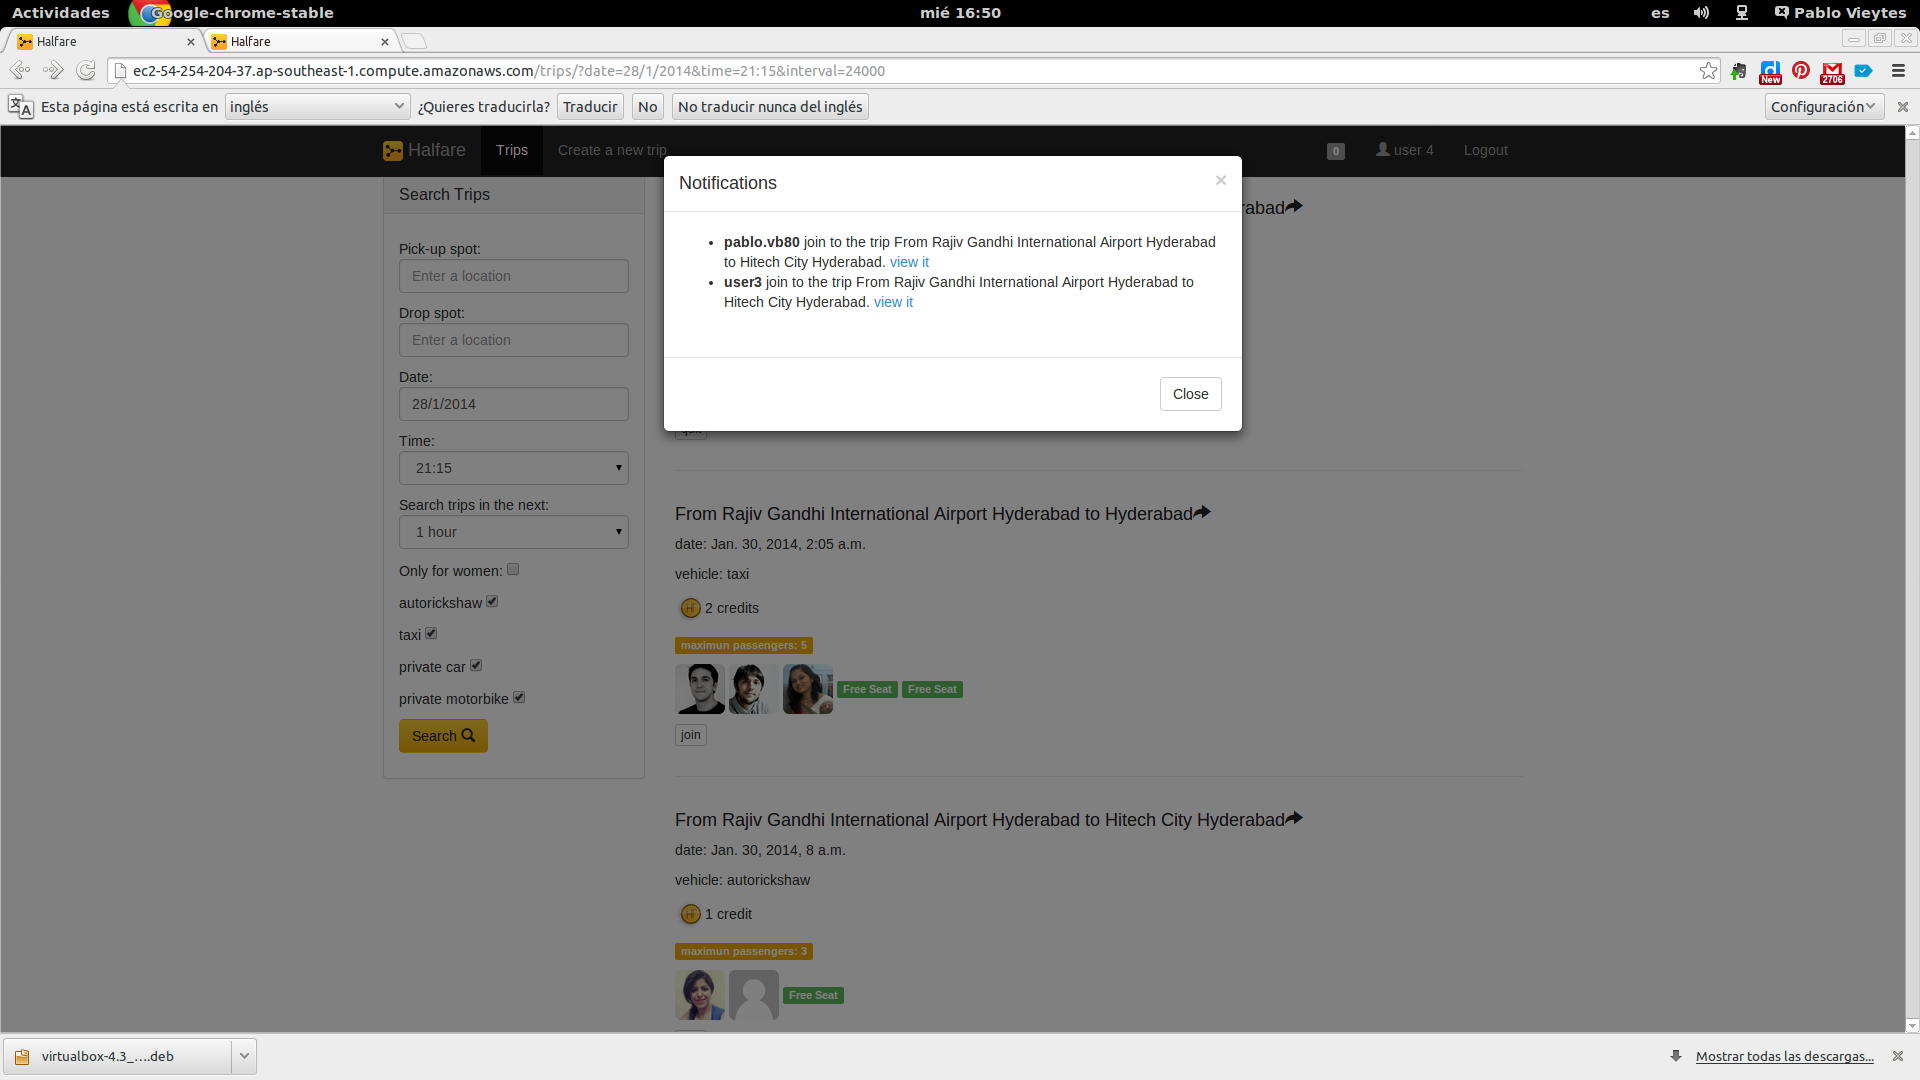 Actividades
Google-chrome-stable
mié 16:50
es
Pablo Vieytes
Halfare
Halfare
ec2-54-254-204-37.ap-southeast-1.compute.amazonaws.com/trips/?date=28/1/2014&time=21:15&interval=24000
New
2706
Esta página está escrita en inglés ¿Quieres traducirla? Traducir No No traducir nunca del inglés Configuración
Halfare Trips Create a new trip 0 user 4 Logout
Notifications ×
pablo.vb80 join to the trip From Rajiv Gandhi International Airport Hyderabad
to Hitech City Hyderabad. view it
user3 join to the trip From Rajiv Gandhi International Airport Hyderabad to
Hitech City Hyderabad. view it
Close
Search Trips
Pick-up spot:
Enter a location
Drop spot:
Enter a location
Date:
28/1/2014
Time:
21:15
Search trips in the next:
1 hour
Only for women:
autorickshaw
taxi
private car
private motorbike
Search
From Rajiv Gandhi International Airport Hyderabad to Hyderabad
date: Jan. 30, 2014, 2:05 a.m.
vehicle: taxi
2 credits
maximun passengers: 5
Free Seat Free Seat
join
From Rajiv Gandhi International Airport Hyderabad to Hitech City Hyderabad
date: Jan. 30, 2014, 8 a.m.
vehicle: autorickshaw
1 credit
maximun passengers: 3
Free Seat
virtualbox-4.3_....deb
Mostrar todas las descargas...